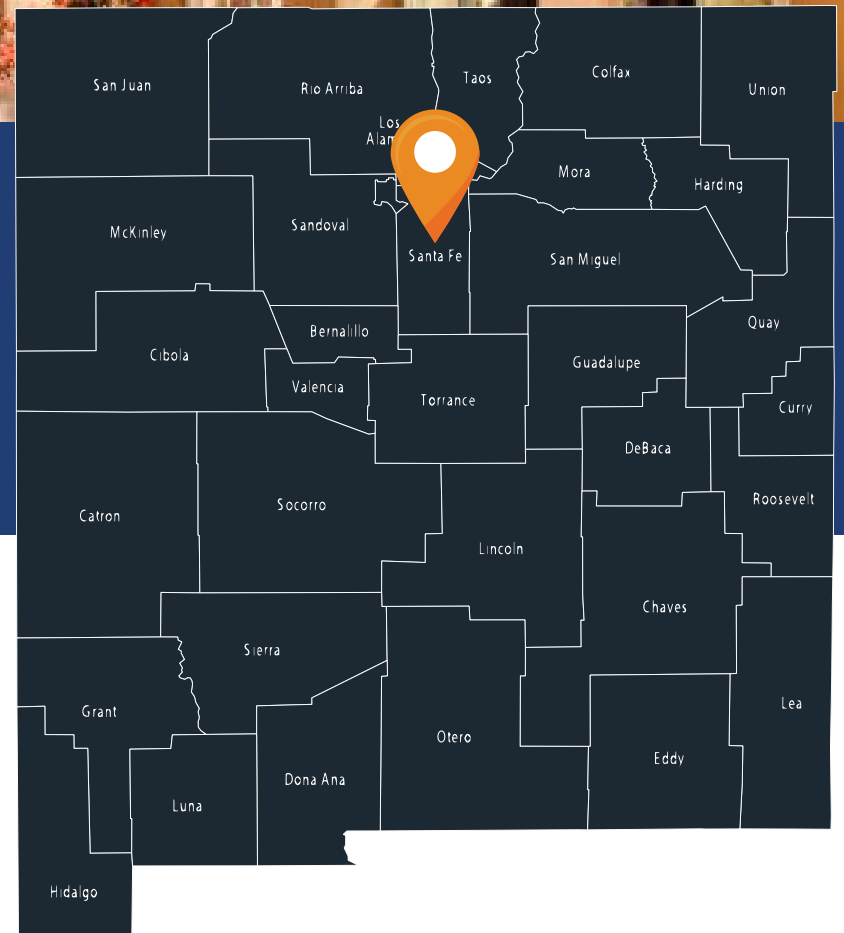 San Juan
Rio Arriba
Taos
Colfax
Union
Los
Alam
Mora
Harding
McKinley
Sandoval
Santa Fe
San Miguel
Bernalillo
Quay
Cibola
Guadalupe
Valencia
Torrance
Curry
DeBaca
Roosevelt
Catron
Socorro
Lincoln
Chaves
Sierra
Grant
Lea
Otero
Eddy
Dona Ana
Luna
Hidalgo